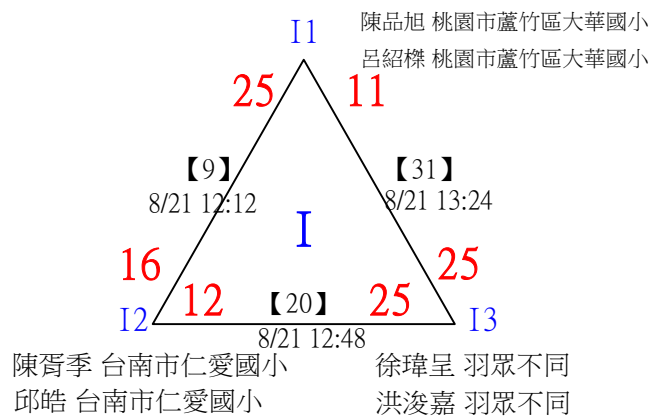 I1
陳品旭 桃園市蘆竹區大華國小
呂紹榤 桃園市蘆竹區大華國小
25
11
【9】
8/21 12:12
【31】
8/21 13:24
I
16
25
12
【20】
25
I2
8/21 12:48
I3
陳胥季 台南市仁愛國小
邱皓 台南市仁愛國小
徐瑋呈 羽眾不同
洪浚嘉 羽眾不同